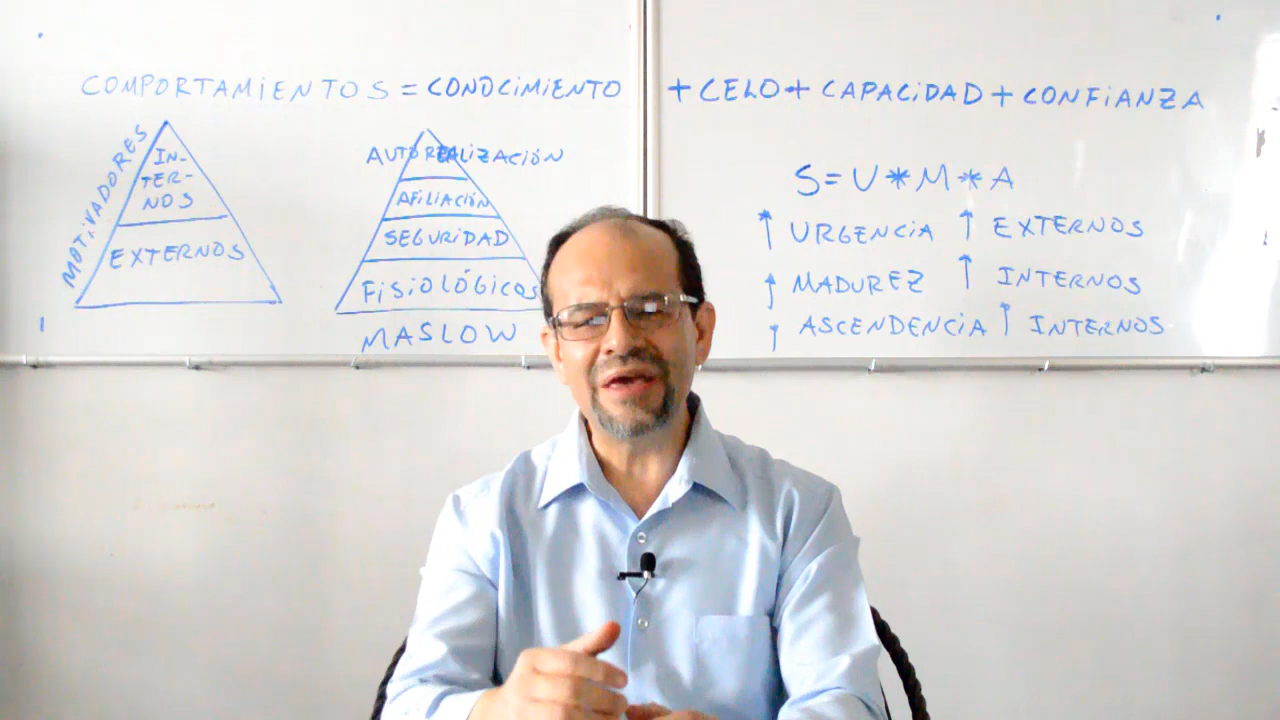 COMPORTAMIENTOS = CONOCIMIENTO + CELO + CAPACIDAD + CONFIANZA
MOTIVADORES
IN-
TER-
NOS
EXTERNOS
AUTORREALIZACIÓN
AFILIACIÓN
SEGURIDAD
FISIOLÓGICOS
MASLOW
S = U * M * A
↑ URGENCIA ↑ EXTERNOS
↑ MADUREZ ↑ INTERNOS
↑ ASCENDENCIA ↑ INTERNOS